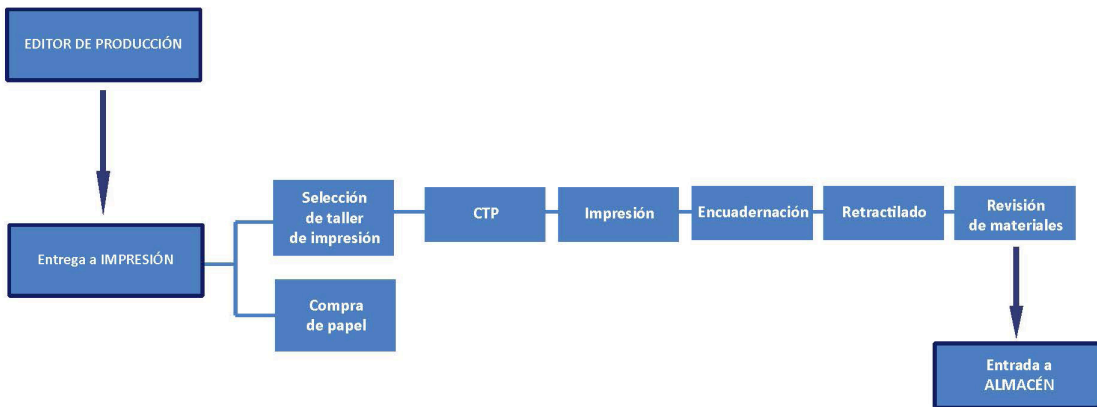 EDITOR DE PRODUCCIÓN
Entrega a IMPRESIÓN
Selección
de taller
de impresión
Compra
de papel
CTP
Impresión
Encuadernación
Retractilado
Revisión
de materiales
Entrada a
ALMACÉN